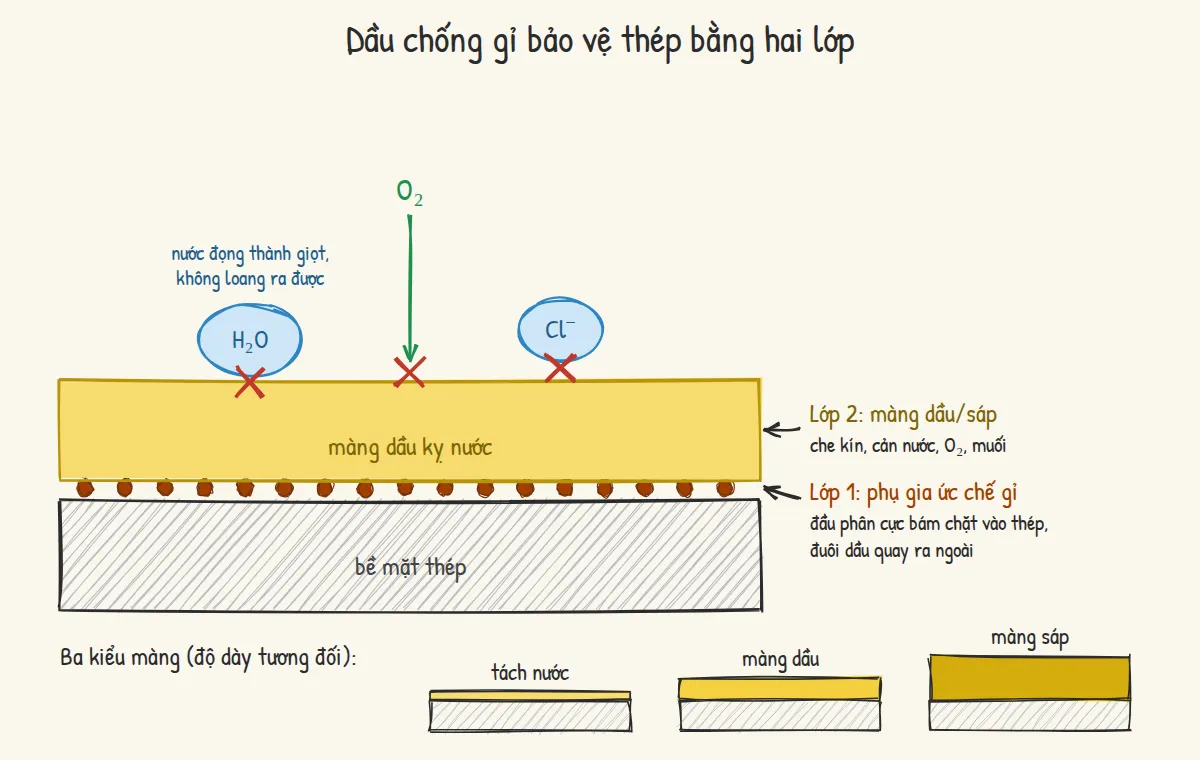 Dầu chống gỉ bảo vệ thép bằng hai lớp
O₂
nước đọng thành giọt,
không loang ra được
H₂O
Cl⁻
màng dầu kỵ nước
Lớp 2: màng dầu/sáp
che kín, cản nước, O₂, muối
Lớp 1: phụ gia ức chế gỉ
đầu phân cực bám chặt vào thép,
đuôi dầu quay ra ngoài
bề mặt thép
Ba kiểu màng (độ dày tương đối):
tách nước
màng dầu
màng sáp